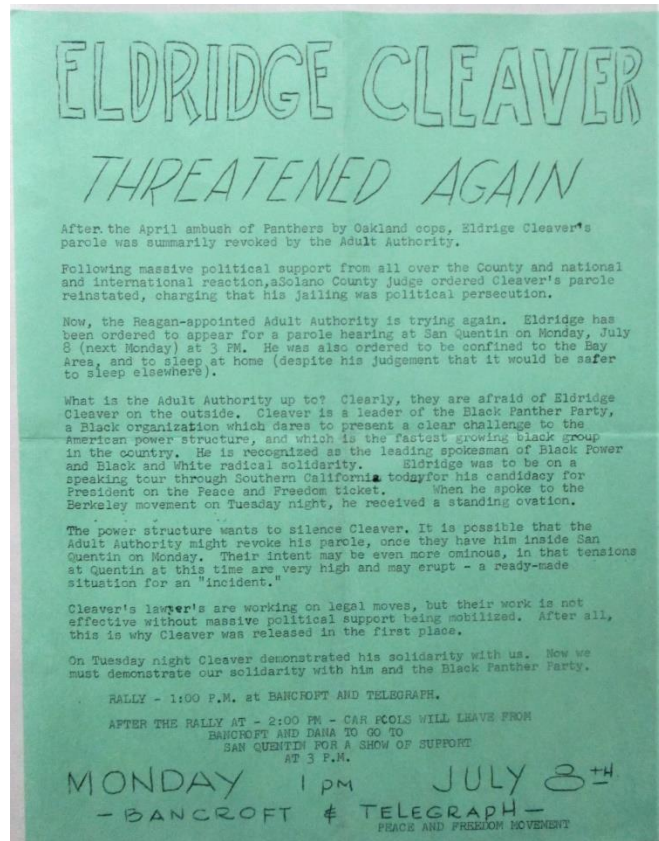 ELDRIDGE CLEAVER
THREATENED AGAIN
After the April ambush of Panthers by Oakland cops, Eldrige Cleaver's
parole was summarily revoked by the Adult Authority.
Following massive political support from all over the County and national
and international reaction,aSolano County judge ordered Cleaver's parole
reinstated, charging that his jailing was political persecution.
Now, the Reagan-appointed Adult Authority is trying again. Eldridge has
been ordered to appear for a parole hearing at San Quentin on Monday, July
8 (next Monday) at 3 PM. He was also ordered to be confined to the Bay
Area, and to sleep at home (despite his judgement that it would be safer
to sleep elsewhere).
What is the Adult Authority up to? Clearly, they are afraid of Eldridge
Cleaver on the outside. Cleaver is a leader of the Black Panther Party,
a Black organization which dares to present a clear challenge to the
American power structure, and which is the fastest growing black group
in the country. He is recognized as the leading spokesman of Black Power
and Black and White radical solidarity. Eldridge was to be on a
speaking tour through Southern California todayfor his candidacy for
President on the Peace and Freedom ticket. When he spoke to the
Berkeley movement on Tuesday night, he received a standing ovation.
The power structure wants to silence Cleaver. It is possible that the
Adult Authority might revoke his parole, once they have him inside San
Quentin on Monday. Their intent may be even more ominous, in that tensions
at Quentin at this time are very high and may erupt - a ready-made
situation for an "incident."
Cleaver's lawyer's are working on legal moves, but their work is not
effective without massive political support being mobilized. After all,
this is why Cleaver was released in the first place.
On Tuesday night Cleaver demonstrated his solidarity with us. Now we
must demonstrate our solidarity with him and the Black Panther Party.
RALLY - 1:00 P.M. at BANCROFT AND TELEGRAPH.
AFTER THE RALLY AT - 2:00 PM - CAR POOLS WILL LEAVE FROM
BANCROFT AND DANA TO GO TO
SAN QUENTIN FOR A SHOW OF SUPPORT
AT 3 P.M.
MONDAY 1 PM JULY 8TH
- BANCROFT & TELEGRAPH -
PEACE AND FREEDOM MOVEMENT